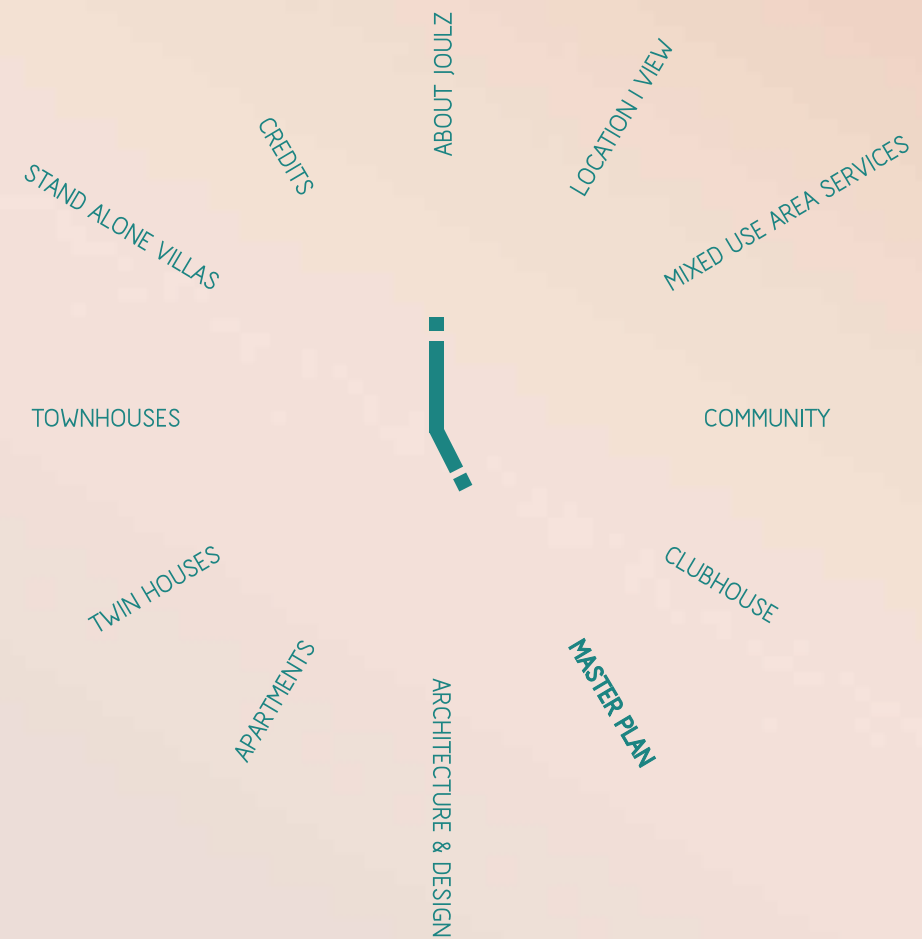 ABOUT JOULZ
LOCATION I VIEW
MIXED USE AREA SERVICES
COMMUNITY
CLUBHOUSE
MASTER PLAN
ARCHITECTURE & DESIGN
APARTMENTS
TWIN HOUSES
TOWNHOUSES
STAND ALONE VILLAS
CREDITS